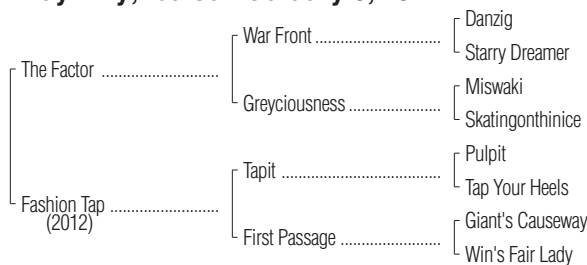 Danzig
War Front ........................
Starry Dreamer
The Factor ..............................
Miswaki
Greyciousness ....................
Skatingonthinice
Pulpit
Tapit ................................
Tap Your Heels
Fashion Tap ............................
(2012)
Giant's Causeway
First Passage ....................
Win's Fair Lady